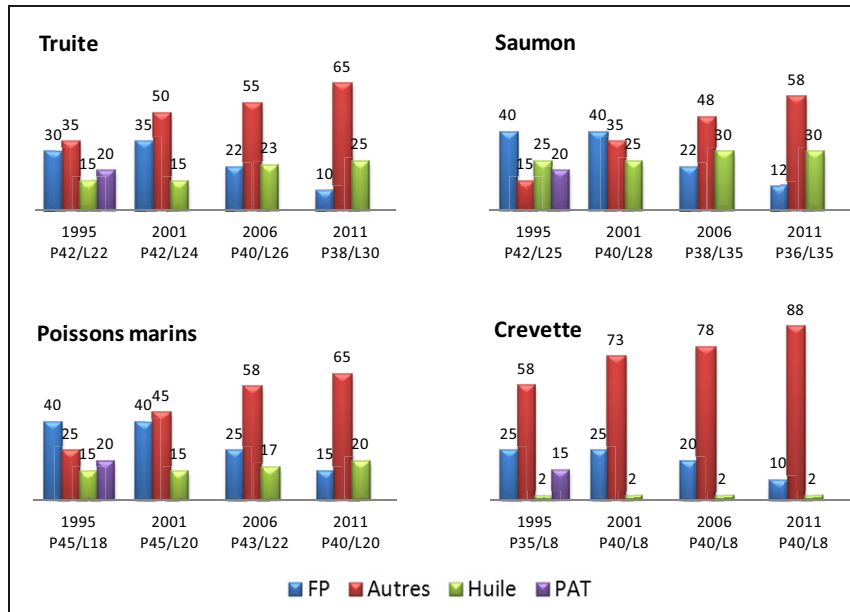 Truite
30 35 15 20
35 50 15
22 55 23
10 65 25
1995 2001 2006 2011
P42/L22 P42/L24 P40/L26 P38/L30
Saumon
40 15 25 20
40 35 25
22 48 30
12 58 30
1995 2001 2006 2011
P42/L25 P40/L28 P38/L35 P36/L35
Poissons marins
40 25 15 20
40 45 15
25 58 17
15 65 20
1995 2001 2006 2011
P45/L18 P45/L20 P43/L22 P40/L20
Crevette
25 58 2 15
25 73 2
20 78 2
10 88 2
1995 2001 2006 2011
P35/L8 P40/L8 P40/L8 P40/L8
FP Autres Huile PAT